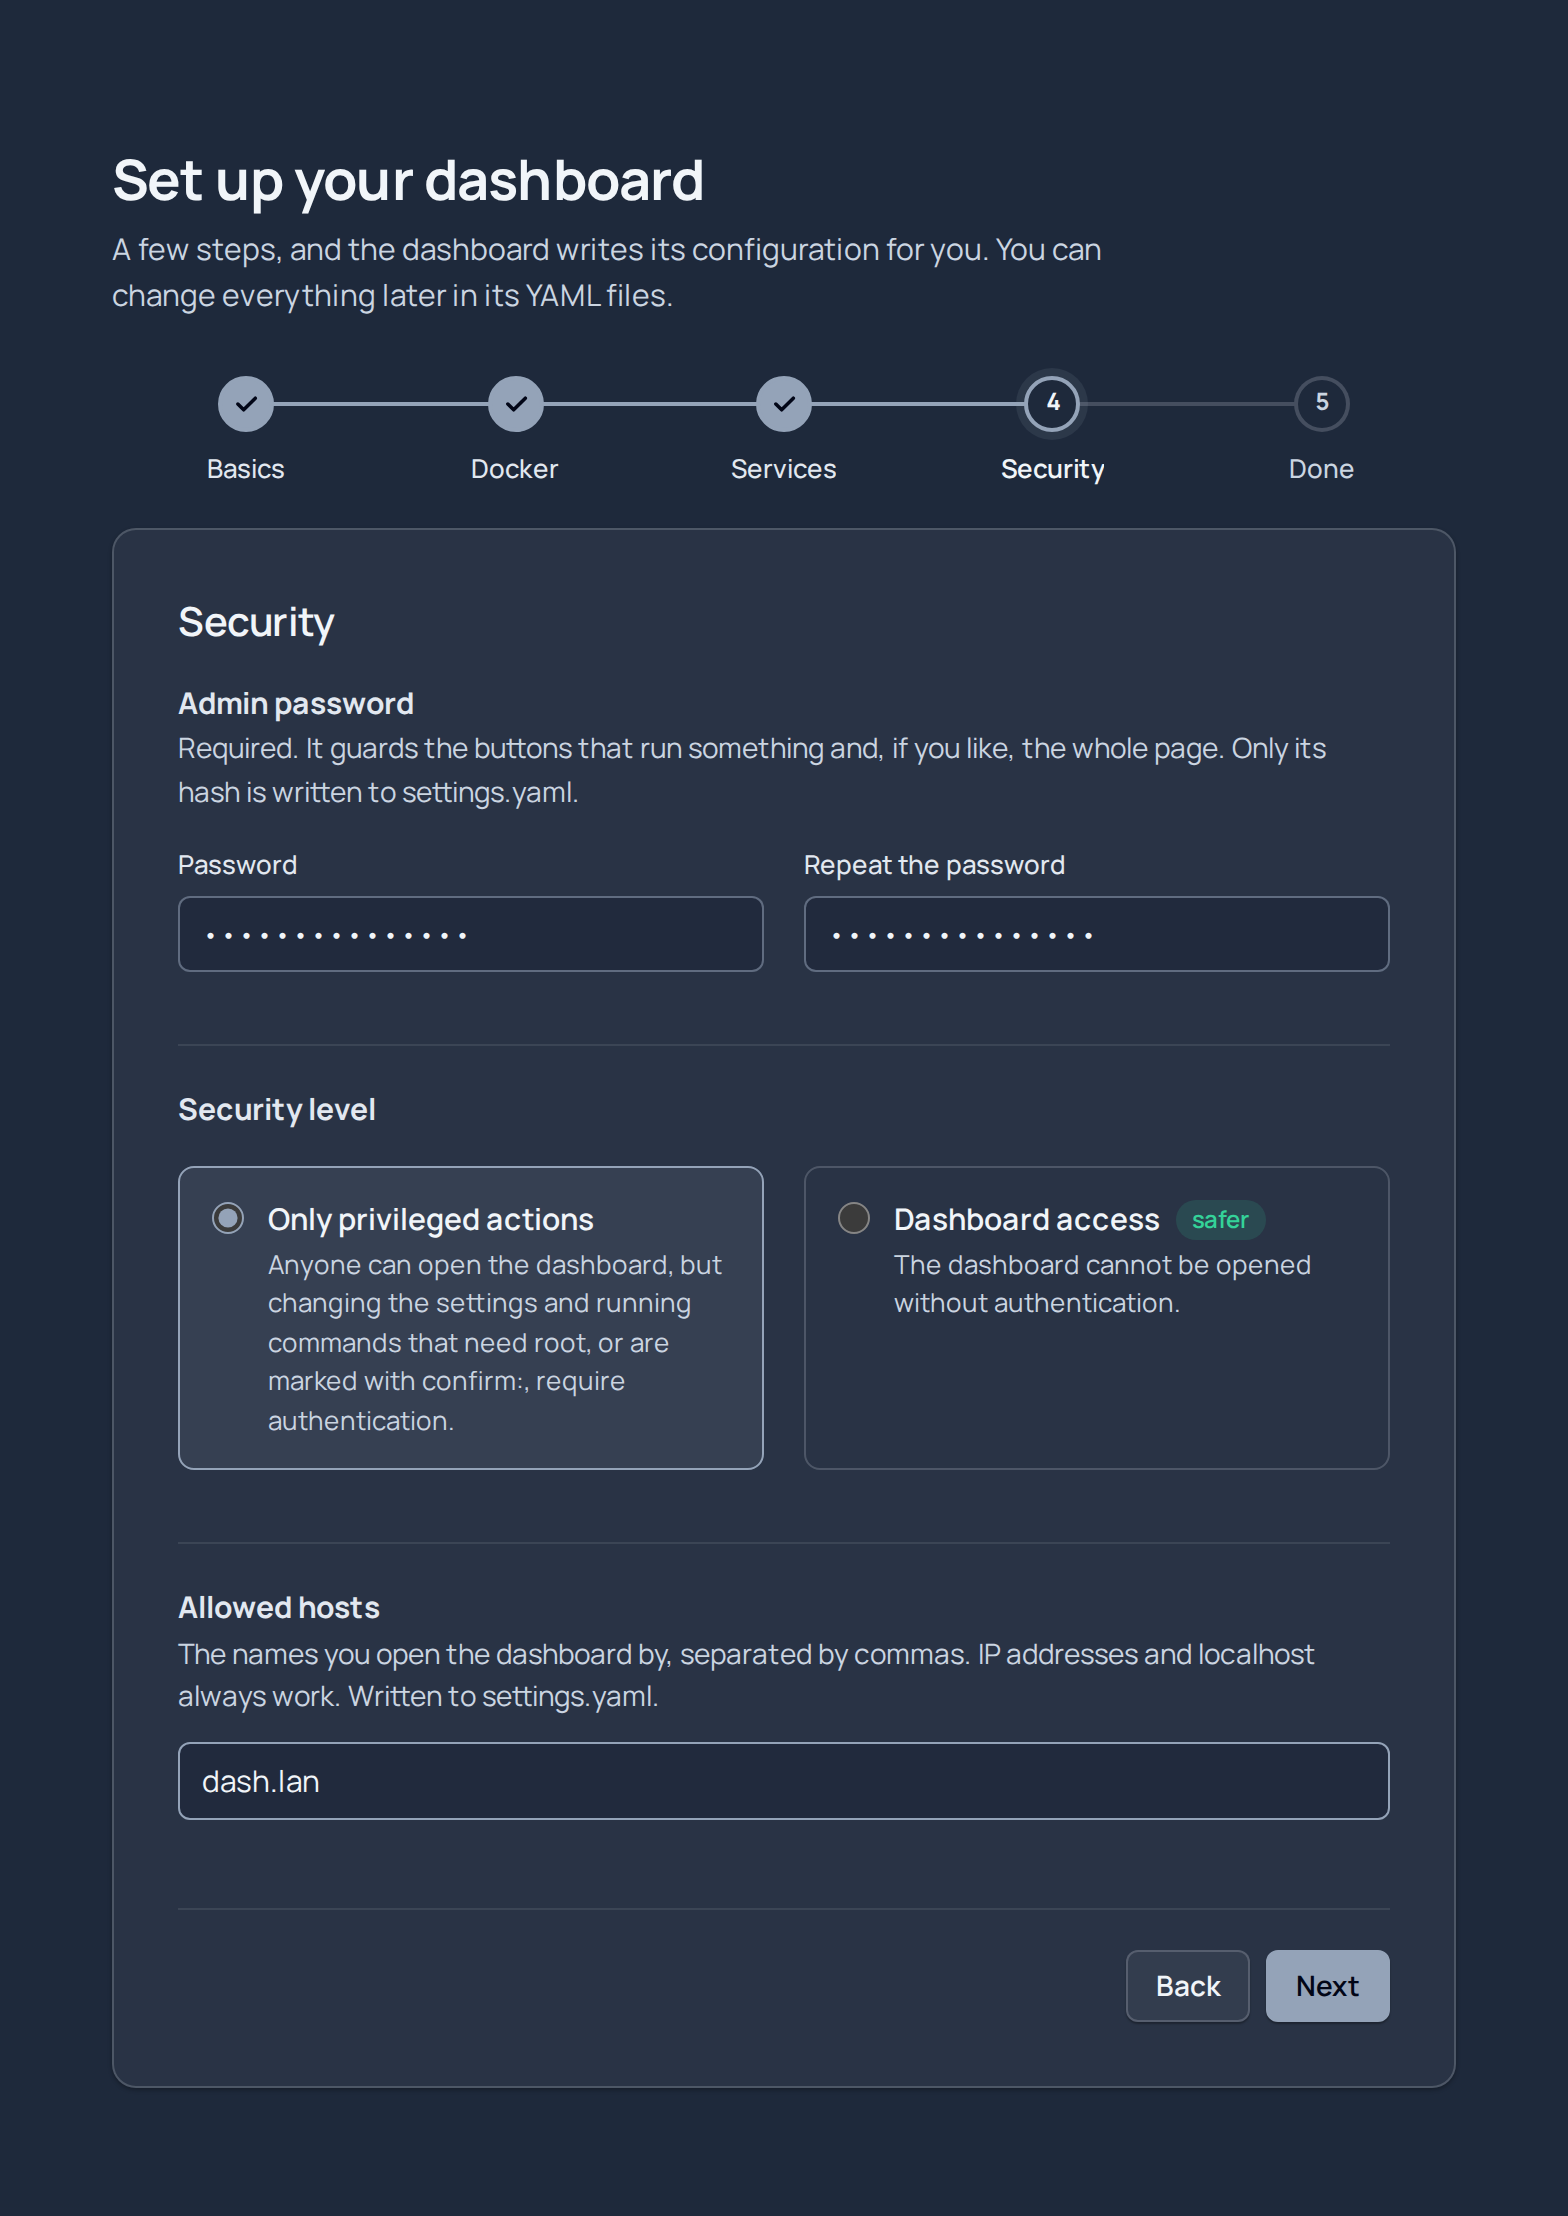 Set up your dashboard
A few steps, and the dashboard writes its configuration for you. You can
change everything later in its YAML files.
4
5
Basics
Docker
Services
Security
Done
Security
Admin password
Required. It guards the buttons that run something and, if you like, the whole page. Only its
hash is written to settings.yaml.
Password
Repeat the password
•••••••••••••••
•••••••••••••••
Security level
Only privileged actions
Anyone can open the dashboard, but
changing the settings and running
commands that need root, or are
marked with confirm:, require
authentication.
Dashboard access safer
The dashboard cannot be opened
without authentication.
Allowed hosts
The names you open the dashboard by, separated by commas. IP addresses and localhost
always work. Written to settings.yaml.
dash.lan
Back
Next